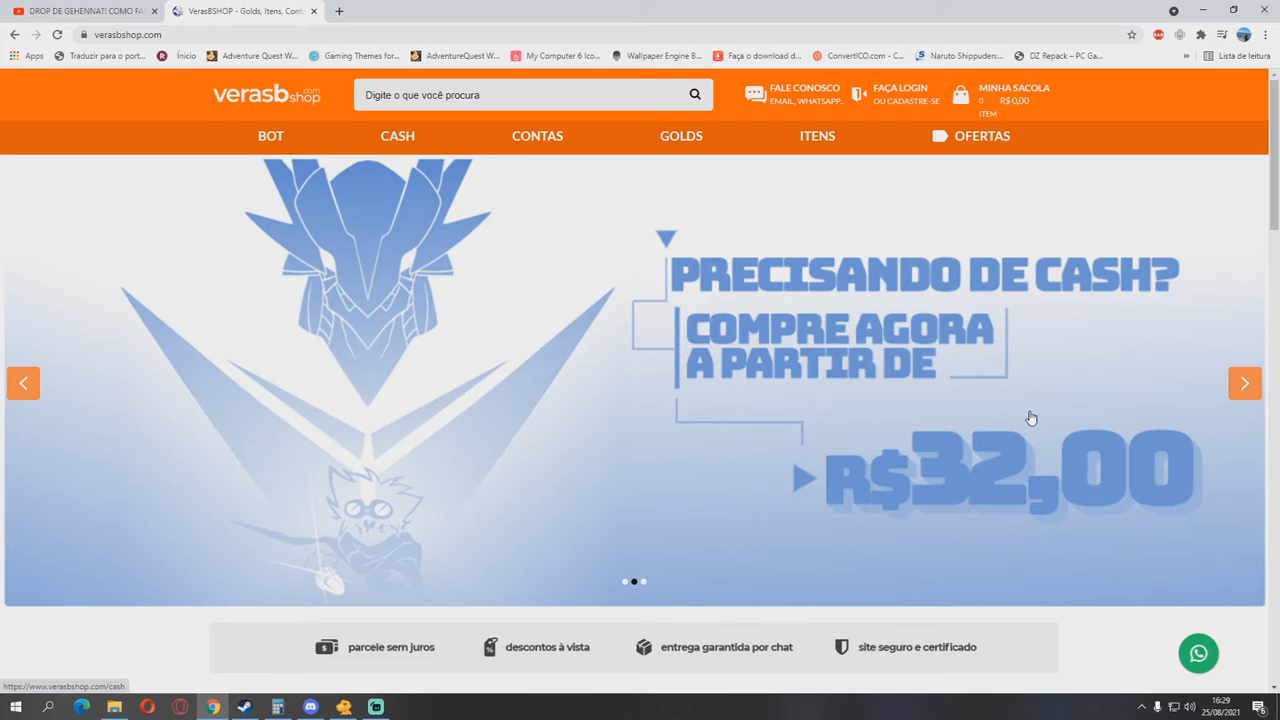 DROP DE GEHENNA?! COMO FA
VerasBSHOP - Golds, Itens, Cont
verasbshop.com
Apps
Traduzir para o port...
Início
Adventure Quest W...
Gaming Themes for...
AdventureQuest Wo...
My Computer 6 Ico...
Wallpaper Engine B...
Faça o download d...
ConvertICO.com - C...
Naruto Shippuden:...
DZ Repack – PC Ga...
»
Lista de leitura
verasbshop
.com
Digite o que você procura
FALE CONOSCO
EMAIL, WHATSAPP...
FAÇA LOGIN
OU CADASTRE-SE
MINHA SACOLA
0 R$ 0,00
ITEM
BOT CASH CONTAS GOLDS ITENS OFERTAS
PRECISANDO DE CASH?
COMPRE AGORA
A PARTIR DE
R$32,00
parcele sem juros
descontos à vista
entrega garantida por chat
site seguro e certificado
https://www.verasbshop.com/cash
16:29
25/08/2021